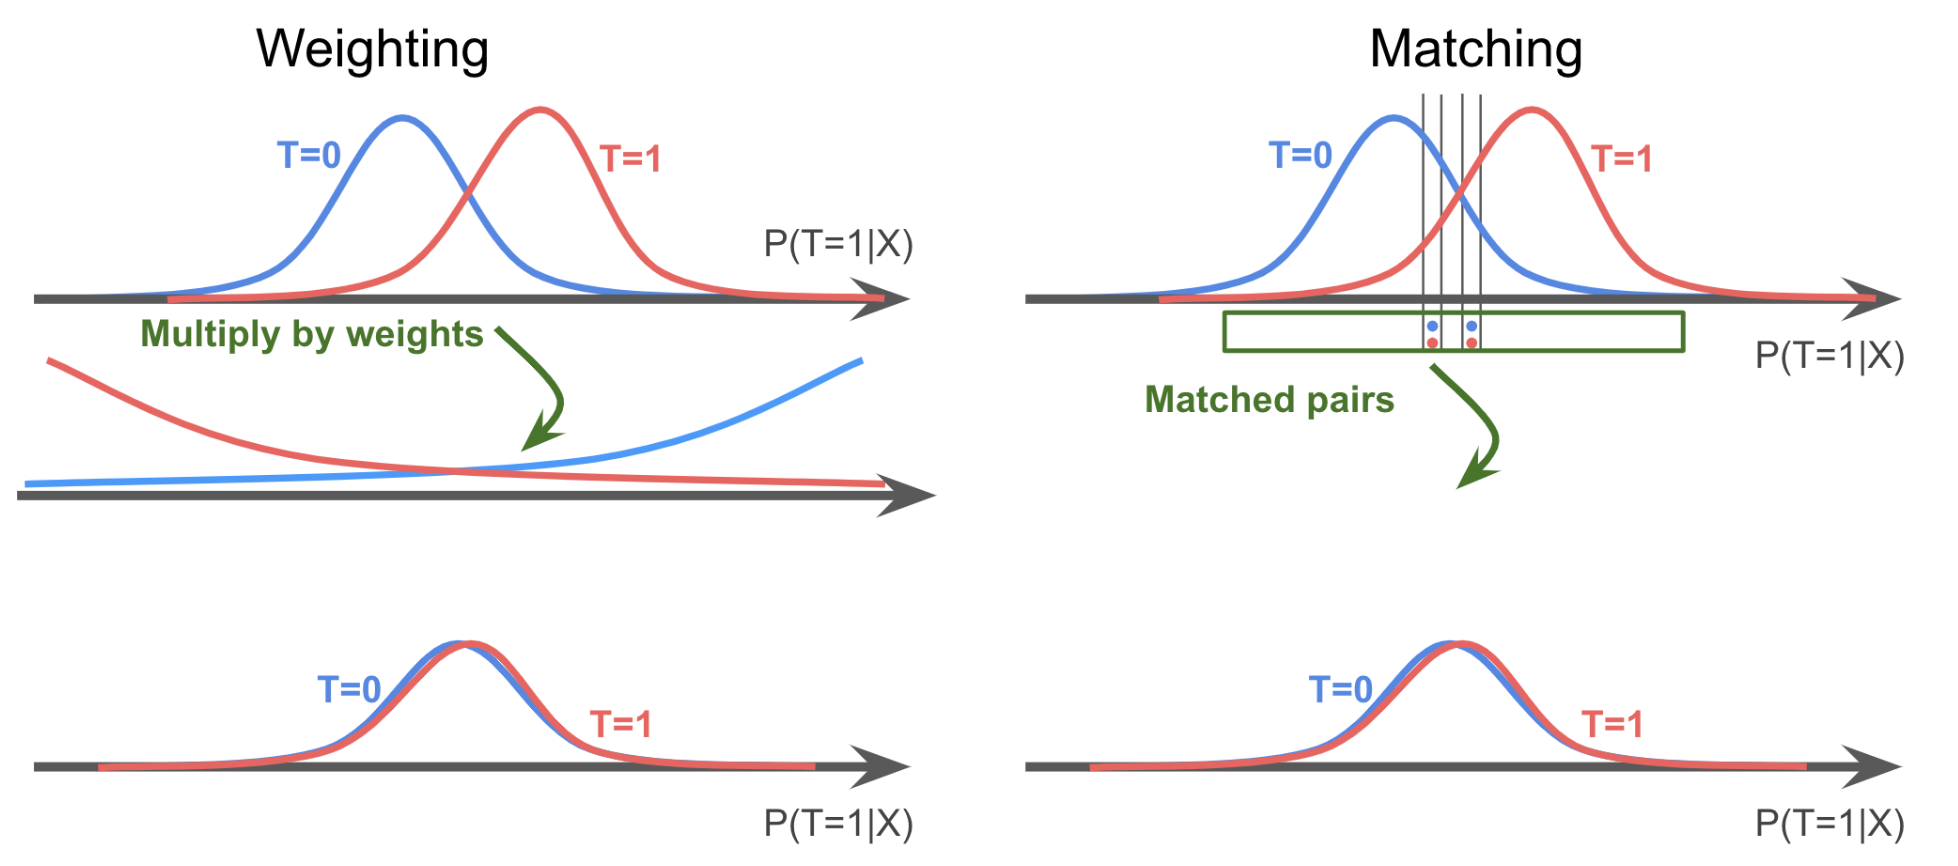 Weighting
T=0
T=1
P(T=1|X)
Multiply by weights
T=0
T=1
P(T=1|X)
Matching
T=0
T=1
P(T=1|X)
Matched pairs
T=0
T=1
P(T=1|X)